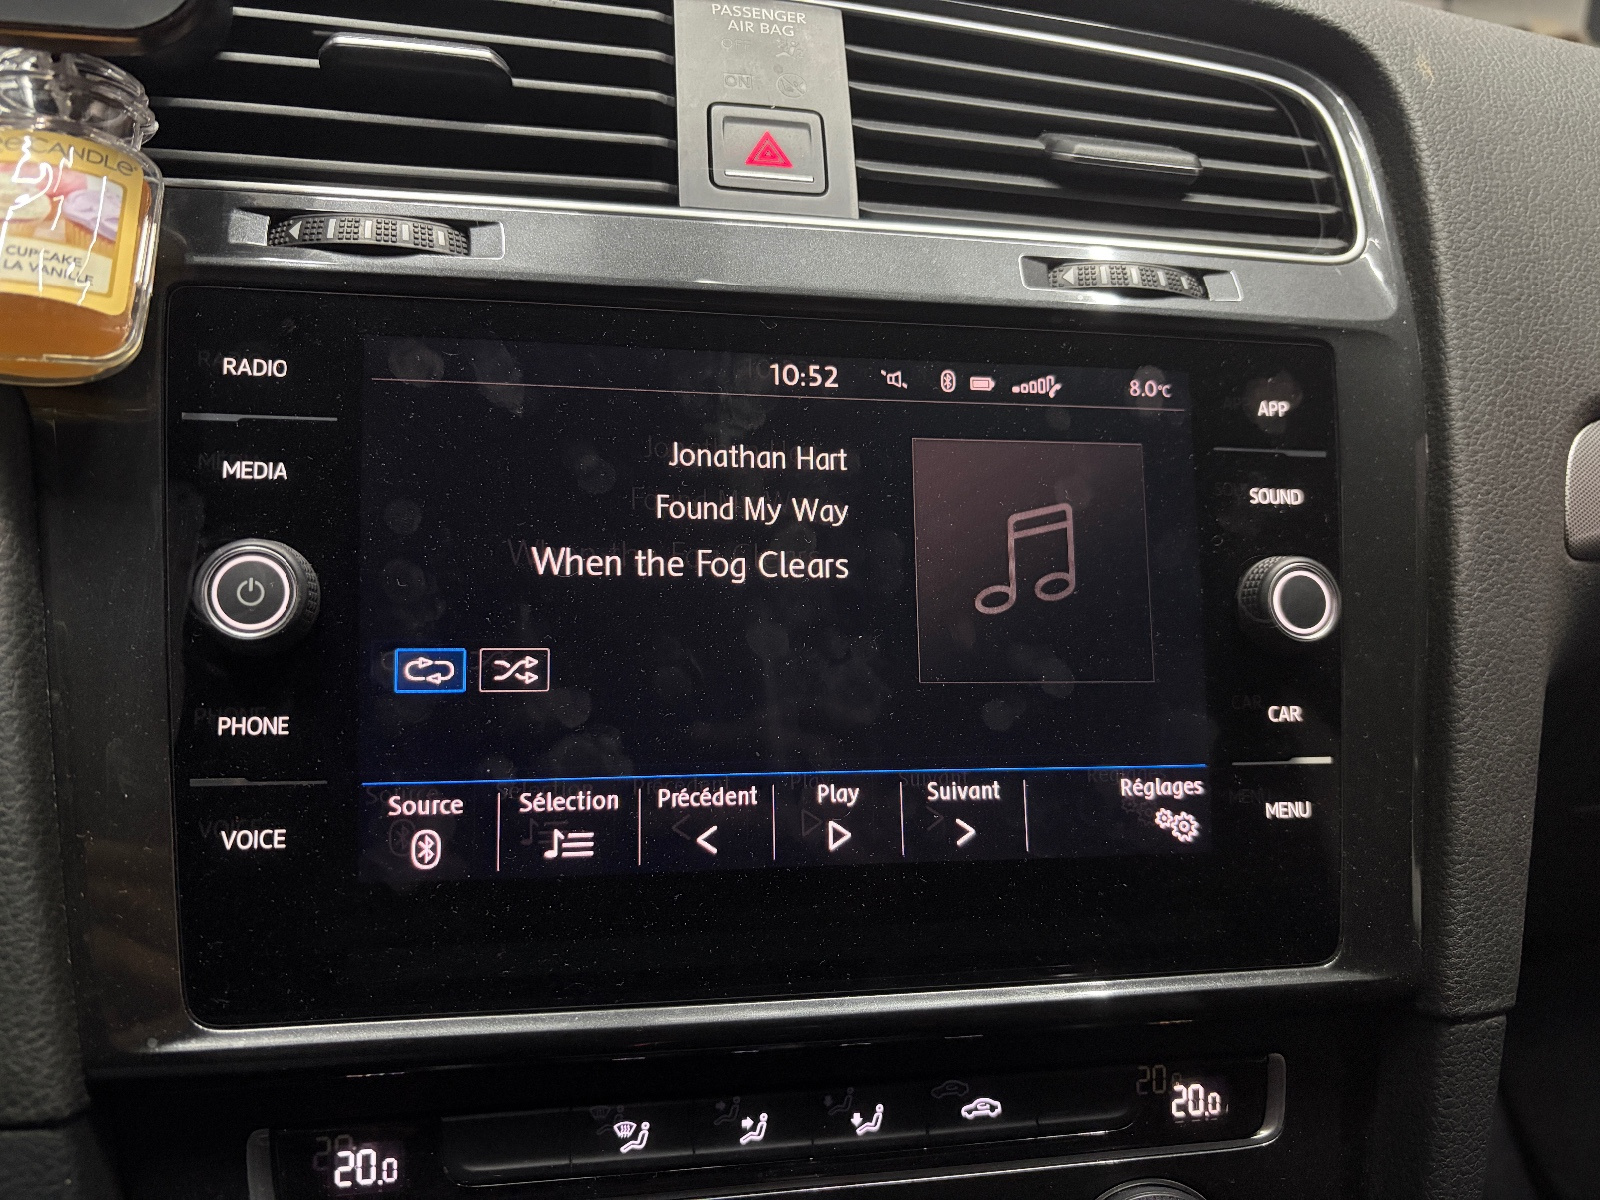 PASSENGER
AIR BAG
OFF
ON
CANDLE
CUPCAKE
LA VANILLE
RADIO
MEDIA
PHONE
VOICE
10:52
8.0°C
Jonathan Hart
Found My Way
When the Fog Clears
Source
Sélection
Précédent
Play
Suivant
Réglages
APP
SOUND
CAR
MENU
20.0
20.0